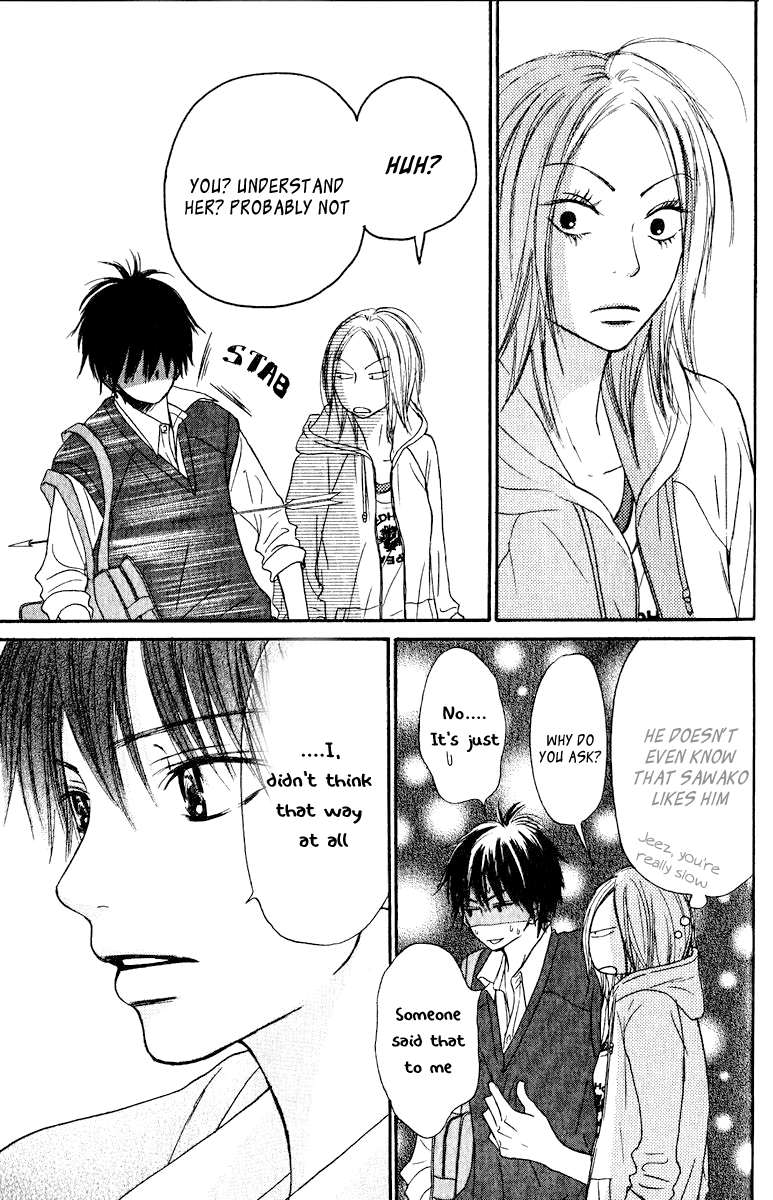 HUH?
YOU? UNDERSTAND
HER? PROBABLY NOT
STAB
HE DOESN'T
EVEN KNOW
THAT SAWAKO
LIKES HIM
Jeez, you're
really slow
WHY DO
YOU ASK?
No....
It's just
Someone
said that
to me
....I,
didn't think
that way
at all